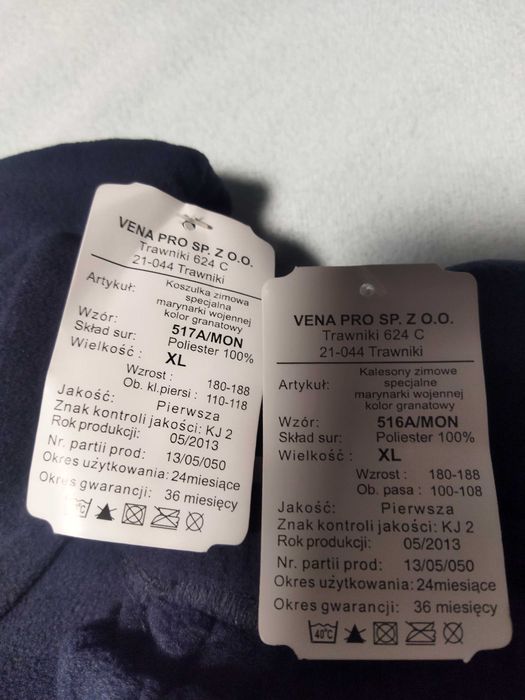 VENA PRO SP. Z O.O.
Trawniki 624 C
21-044 Trawniki
Artykuł: Koszulka zimowa
specjalna
marynarki wojennej
kolor granatowy
Wzór: 517A/MON
Skład sur: Poliester 100%
Wielkość : XL
Wzrost : 180-188
Ob. kl.piersi : 110-118
Jakość: Pierwsza
Znak kontroli jakości: KJ 2
Rok produkcji: 05/2013
Nr. partii prod: 13/05/050
Okres użytkowania: 24miesiące
Okres gwarancji: 36 miesięcy
VENA PRO SP. Z O.O.
Trawniki 624 C
21-044 Trawniki
Artykuł: Kalesony zimowe
specjalne
marynarki wojennej
kolor granatowy
Wzór: 516A/MON
Skład sur: Poliester 100%
Wielkość : XL
Wzrost : 180-188
Ob. pasa : 100-108
Jakość: Pierwsza
Znak kontroli jakości: KJ 2
Rok produkcji: 05/2013
Nr. partii prod: 13/05/050
Okres użytkowania: 24miesiące
Okres gwarancji: 36 miesięcy
40°C